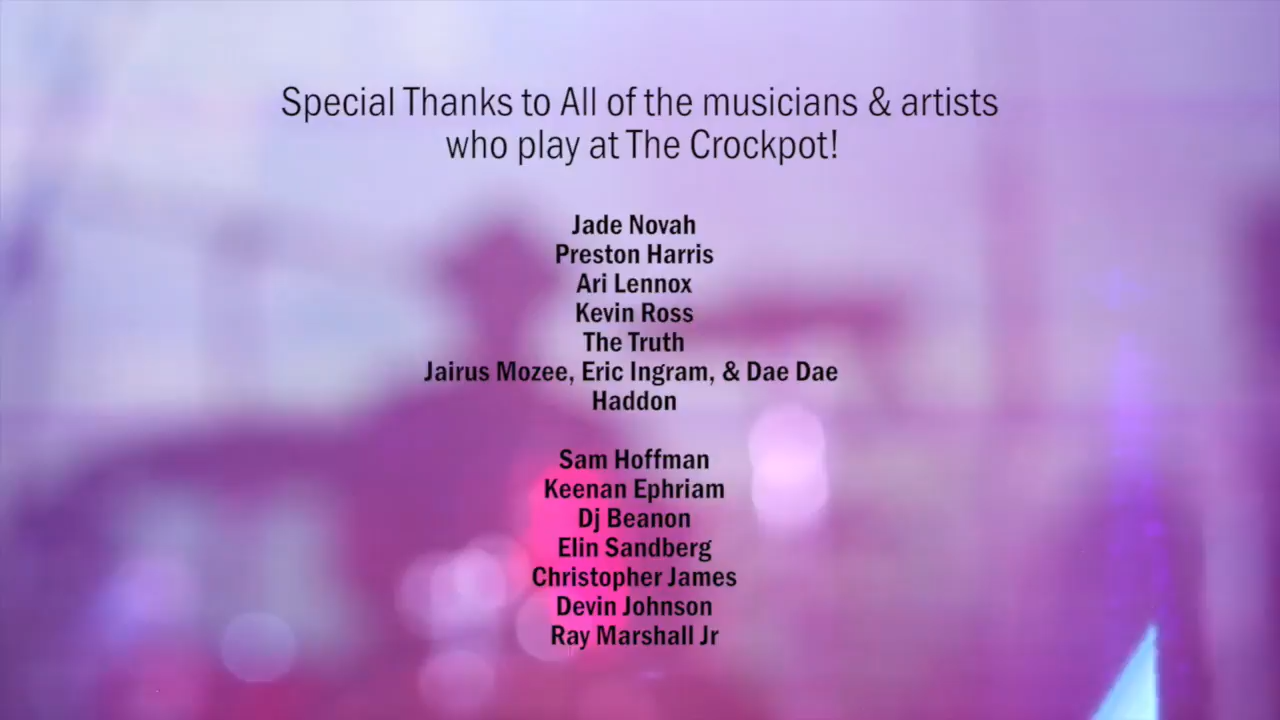 Special Thanks to All of the musicians & artists
who play at The Crockpot!
Jade Novah
Preston Harris
Ari Lennox
Kevin Ross
The Truth
Jairus Mozee, Eric Ingram, & Dae Dae
Haddon
Sam Hoffman
Keenan Ephriam
Dj Beanon
Elin Sandberg
Christopher James
Devin Johnson
Ray Marshall Jr